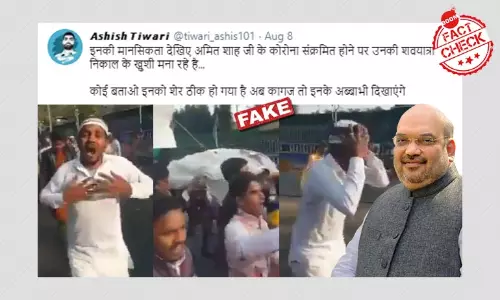 Ashish Tiwari @tiwari_ashis101 · Aug 8
इनकी मानसिकता देखिए अमित शाह जी के कोरोना संक्रमित होने पर उनकी शवयात्रा
निकाल के खुशी मना रहें है...
कोई बताओ इनको शेर ठीक हो गया है अब कागज तो इनके अब्बाभी दिखाएंगे
FAKE
FACT
CHECK